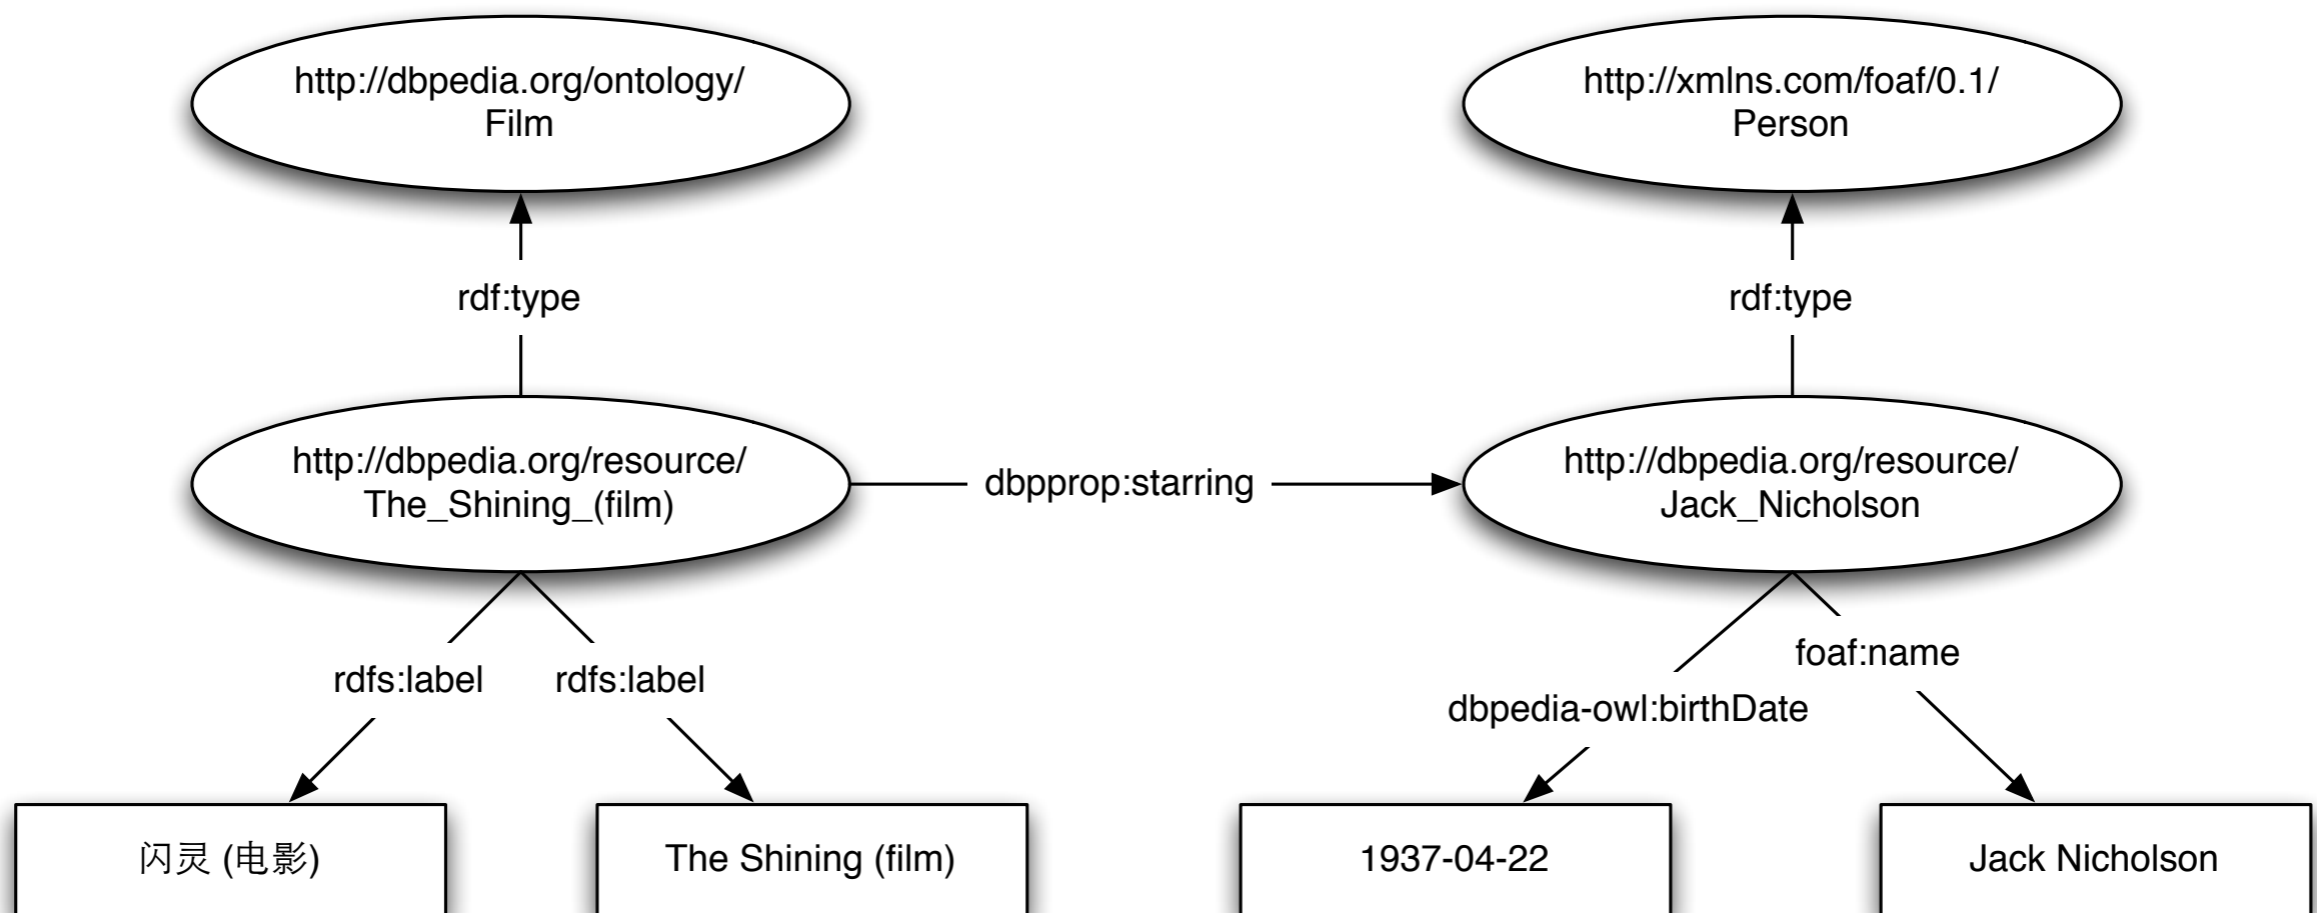 http://dbpedia.org/ontology/
Film
http://xmlns.com/foaf/0.1/
Person
rdf:type
rdf:type
http://dbpedia.org/resource/
The_Shining_(film)
dbpprop:starring
http://dbpedia.org/resource/
Jack_Nicholson
rdfs:label
rdfs:label
foaf:name
dbpedia-owl:birthDate
闪灵 (电影)
The Shining (film)
1937-04-22
Jack Nicholson